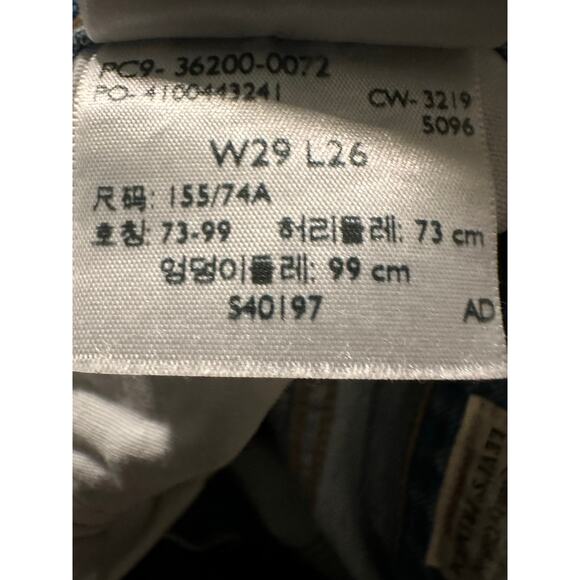 PC9- 36200-0072
PO- 4100443241 CW- 3219
5096
W29 L26
尺码: 155/74A
호칭: 73-99 허리둘레: 73 cm
엉덩이둘레: 99 cm
S40197 AD
LEVI'S